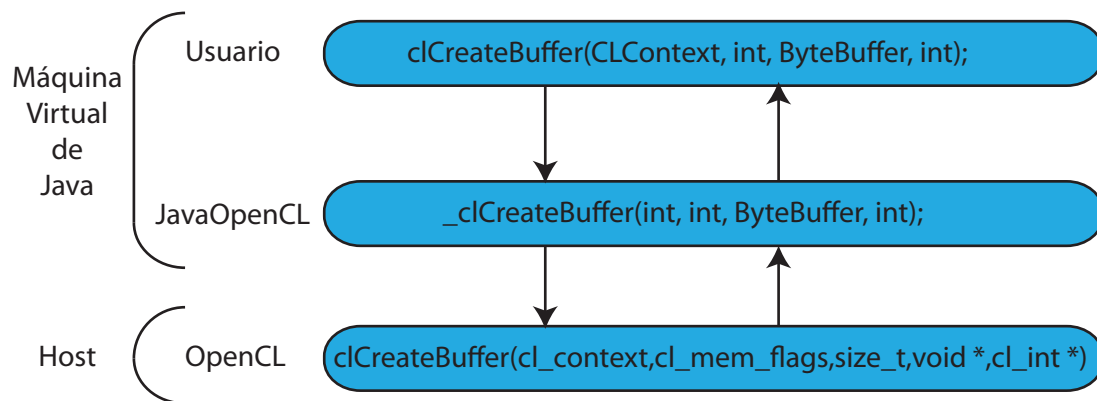 Usuario
clCreateBuffer(CLContext, int, ByteBuffer, int);
Máquina
Virtual
de
Java
JavaOpenCL
_clCreateBuffer(int, int, ByteBuffer, int);
Host
OpenCL
clCreateBuffer(cl_context,cl_mem_flags,size_t,void *,cl_int *)